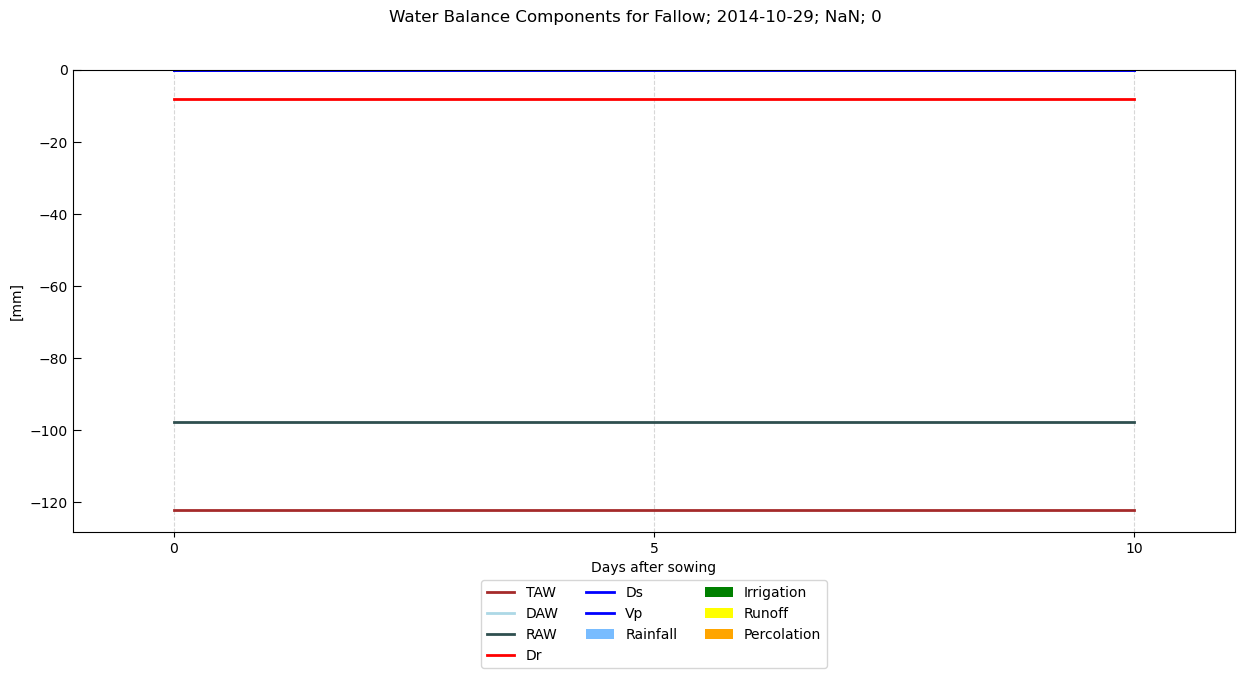 Water Balance Components for Fallow; 2014-10-29; NaN; 0
0
−20
−40
−60
−80
−100
−120
[mm]
0 5 10
Days after sowing
TAW Ds Irrigation
DAW Vp Runoff
RAW Rainfall Percolation
Dr